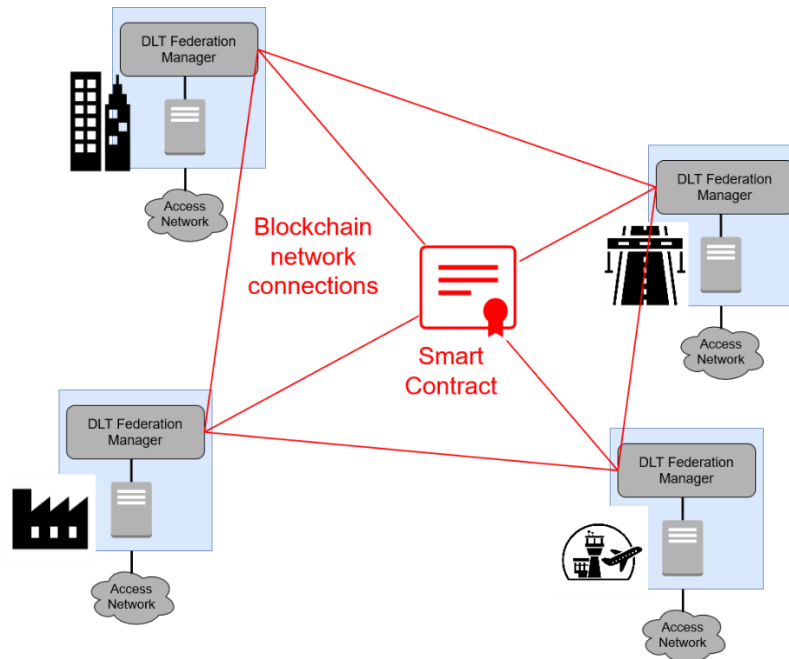 DLT Federation
Manager
Access
Network
Blockchain
network
connections
DLT Federation
Manager
Access
Network
Smart
Contract
DLT Federation
Manager
Access
Network
DLT Federation
Manager
Access
Network